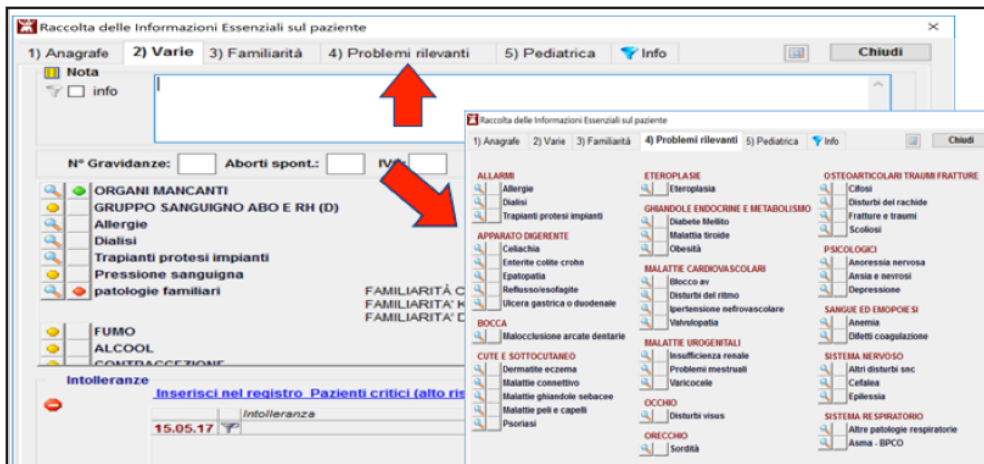 Raccolta delle Informazioni Essenziali sul paziente
1) Anagrafe 2) Varie 3) Familiarità 4) Problemi rilevanti 5) Pediatrica Info Chiudi
Nota
info
N° Gravidanze: Aborti spont.:
ORGANI MANCANTI
GRUPPO SANGUIGNO ABO E RH (D)
Allergie
Dialisi
Trapianti protesi impianti
Pressione sanguigna
patologie familiari
FAMILIARITÀ C
FAMILIARITA' K
FAMILIARITA' D
FUMO
ALCOOL
CONTRACCEZIONE
Intolleranze
Inserisci nel registro Pazienti critici (alto ris
Intolleranza
15.05.17
Raccolta delle Informazioni Essenziali sul paziente
1) Anagrafe 2) Varie 3) Familiarità 4) Problemi rilevanti 5) Pediatrica Info Chiudi
ALLARMI
Allergie
Dialisi
Trapianti protesi impianti
APPARATO DIGERENTE
Celiachia
Enterite colite crohn
Epatopatia
Reflusso/esofagite
Ulcera gastrica o duodenale
BOCCA
Malocclusione arcate dentarie
CUTE E SOTTOCUTANEO
Dermatite eczema
Malattie connettivo
Malattie ghiandole sebacee
Malattie peli e capelli
Psoriasi
ETEROPLASIE
Eteroplasia
GHIANDOLE ENDOCRINE E METABOLISMO
Diabete Mellito
Malattia tiroide
Obesità
MALATTIE CARDIOVASCOLARI
Blocco av
Disturbi del ritmo
Ipertensione nefrovascolare
Valvulopatia
MALATTIE UROGENITALI
Insufficienza renale
Problemi mestruali
Varicocele
OCCHIO
Disturbi visus
ORECCHIO
Sordità
OSTEOARTICOLARI TRAUMI FRATTURE
Cifosi
Disturbi del rachide
Fratture e traumi
Scoliosi
PSICOLOGICI
Anoressia nervosa
Ansia e nevrosi
Depressione
SANGUE ED EMOPOIESI
Anemia
Difetti coagulazione
SISTEMA NERVOSO
Altri disturbi snc
Cefalea
Epilessia
SISTEMA RESPIRATORIO
Altre patologie respiratorie
Asma - BPCO